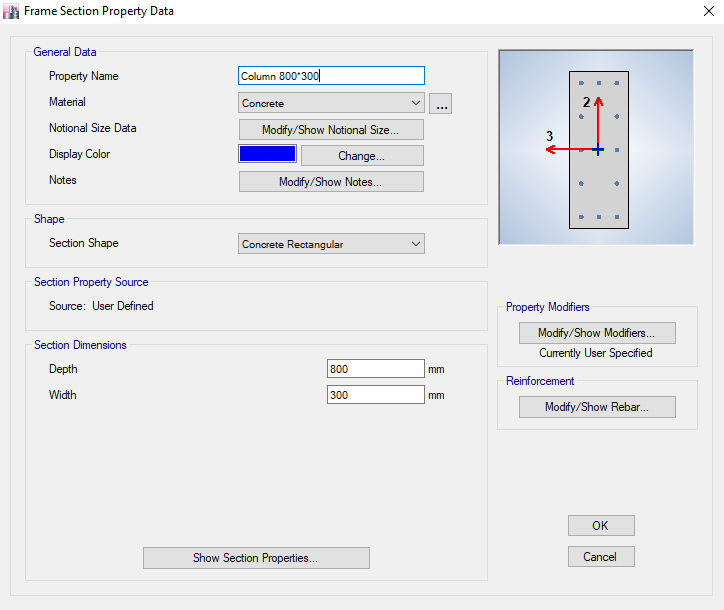 Frame Section Property Data
General Data
Property Name
Column 800*300
Material
Concrete
...
Notional Size Data
Modify/Show Notional Size...
Display Color
Change...
Notes
Modify/Show Notes...
Shape
Section Shape
Concrete Rectangular
Section Property Source
Source: User Defined
Section Dimensions
Depth
800
mm
Width
300
mm
Show Section Properties...
2
3
Property Modifiers
Modify/Show Modifiers...
Currently User Specified
Reinforcement
Modify/Show Rebar...
OK
Cancel